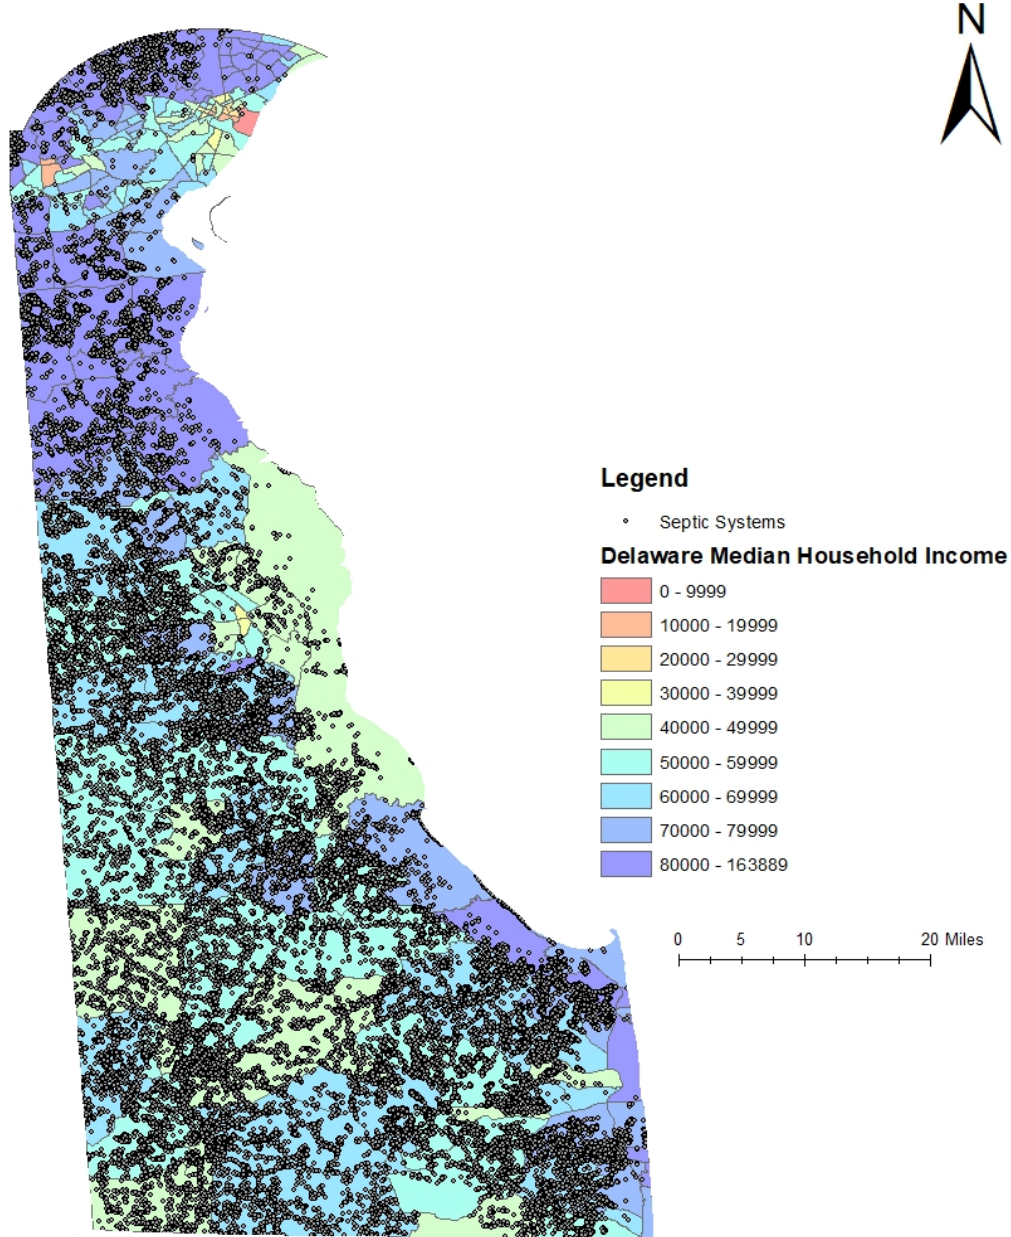 N
Legend
Septic Systems
Delaware Median Household Income
0 - 9999
10000 - 19999
20000 - 29999
30000 - 39999
40000 - 49999
50000 - 59999
60000 - 69999
70000 - 79999
80000 - 163889
0 5 10 20 Miles